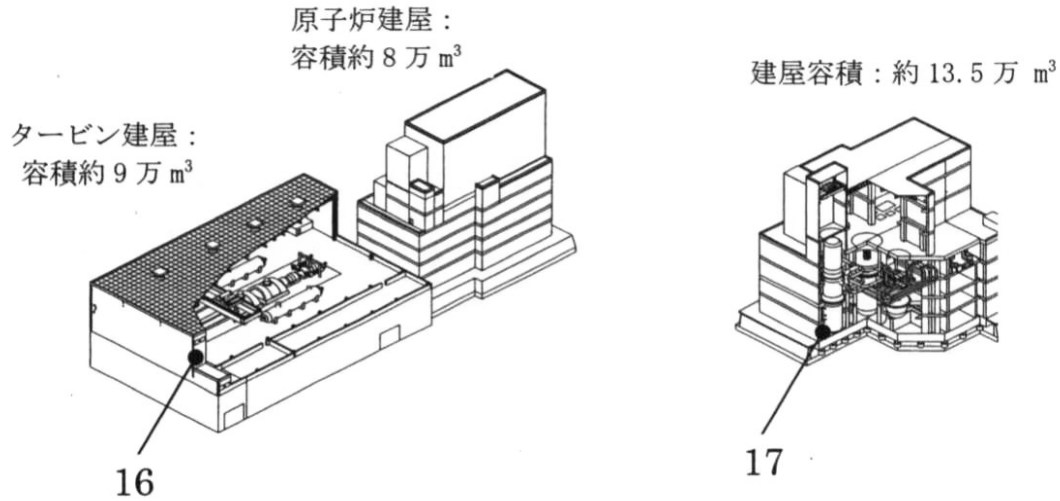 原子炉建屋：
容積約８万 m³
建屋容積：約 13.5 万 m³
タービン建屋：
容積約９万 m³
16
17